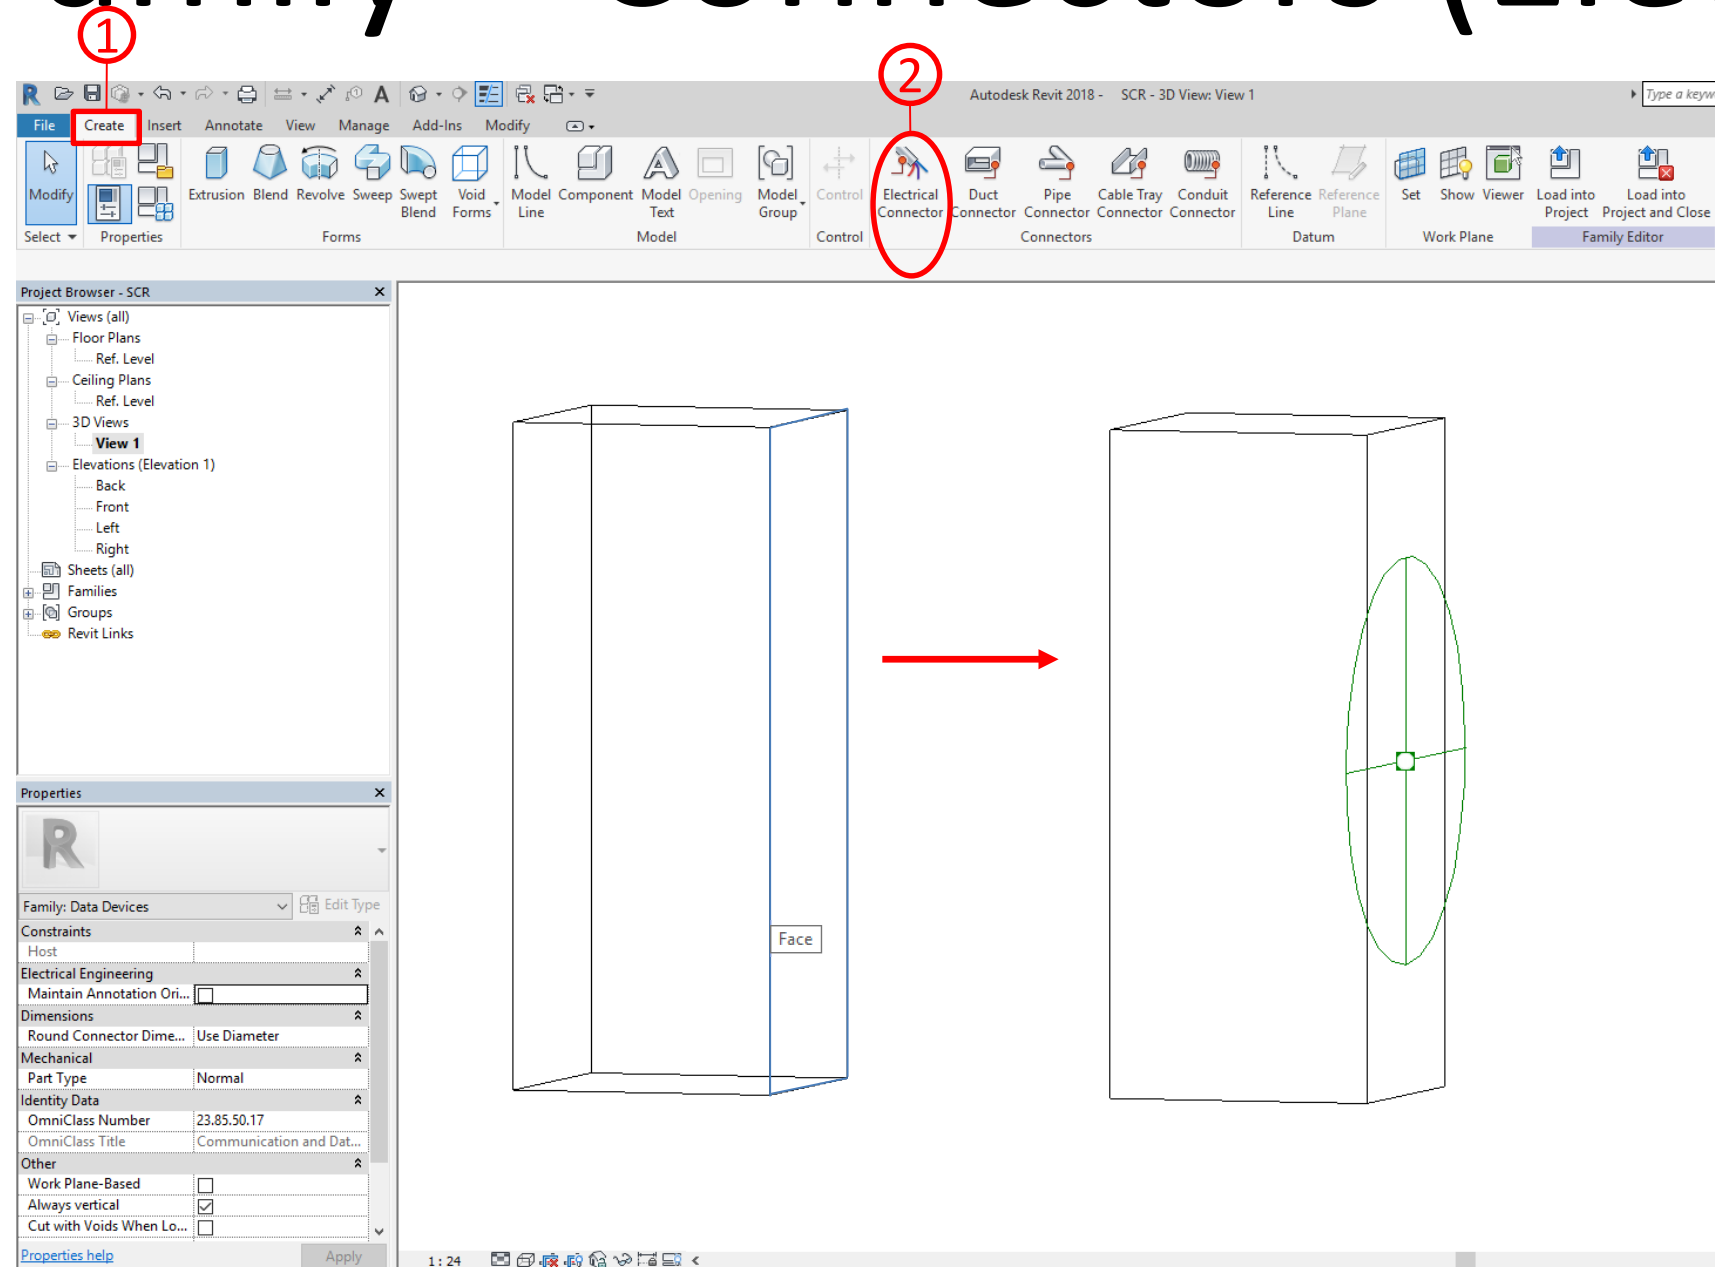 1
2
Autodesk Revit 2018 - SCR - 3D View: View 1
Type a keyw
File Create Insert Annotate View Manage Add-Ins Modify
Modify Extrusion Blend Revolve Sweep Swept Blend Void Forms Model Line Component Model Text Opening Model Group Control Electrical Connector Duct Connector Pipe Connector Cable Tray Connector Conduit Connector Reference Line Reference Plane Set Show Viewer Load into Project Load into Project and Close
Select Properties Forms Model Control Connectors Datum Work Plane Family Editor
Project Browser - SCR
Views (all)
Floor Plans
Ref. Level
Ceiling Plans
Ref. Level
3D Views
View 1
Elevations (Elevation 1)
Back
Front
Left
Right
Sheets (all)
Families
Groups
Revit Links
Face
Properties
R
Family: Data Devices Edit Type
Constraints
Host
Electrical Engineering
Maintain Annotation Ori...
Dimensions
Round Connector Dime... Use Diameter
Mechanical
Part Type Normal
Identity Data
OmniClass Number 23.85.50.17
OmniClass Title Communication and Dat...
Other
Work Plane-Based
Always vertical
Cut with Voids When Lo...
Properties help Apply
1 : 24